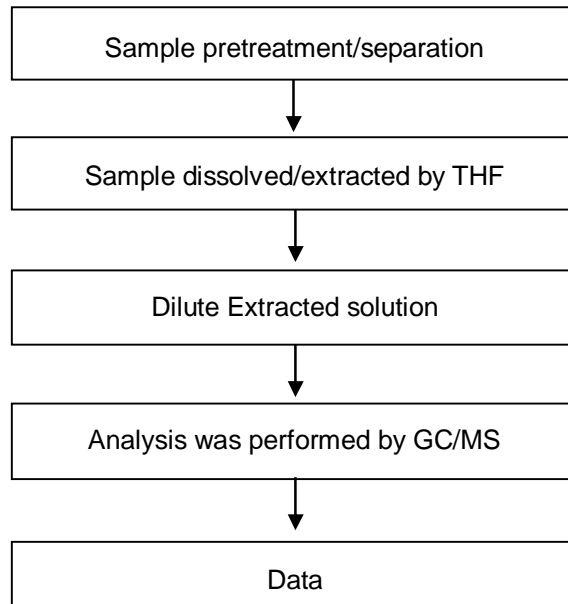 Sample pretreatment/separation
Sample dissolved/extracted by THF
Dilute Extracted solution
Analysis was performed by GC/MS
Data